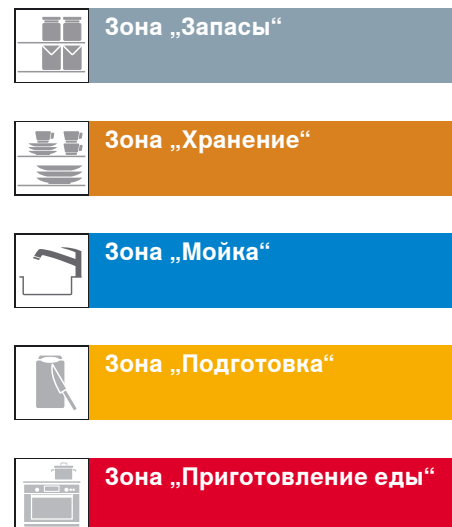 Зона „Запасы“
Зона „Хранение“
Зона „Мойка“
Зона „Подготовка“
Зона „Приготовление еды“